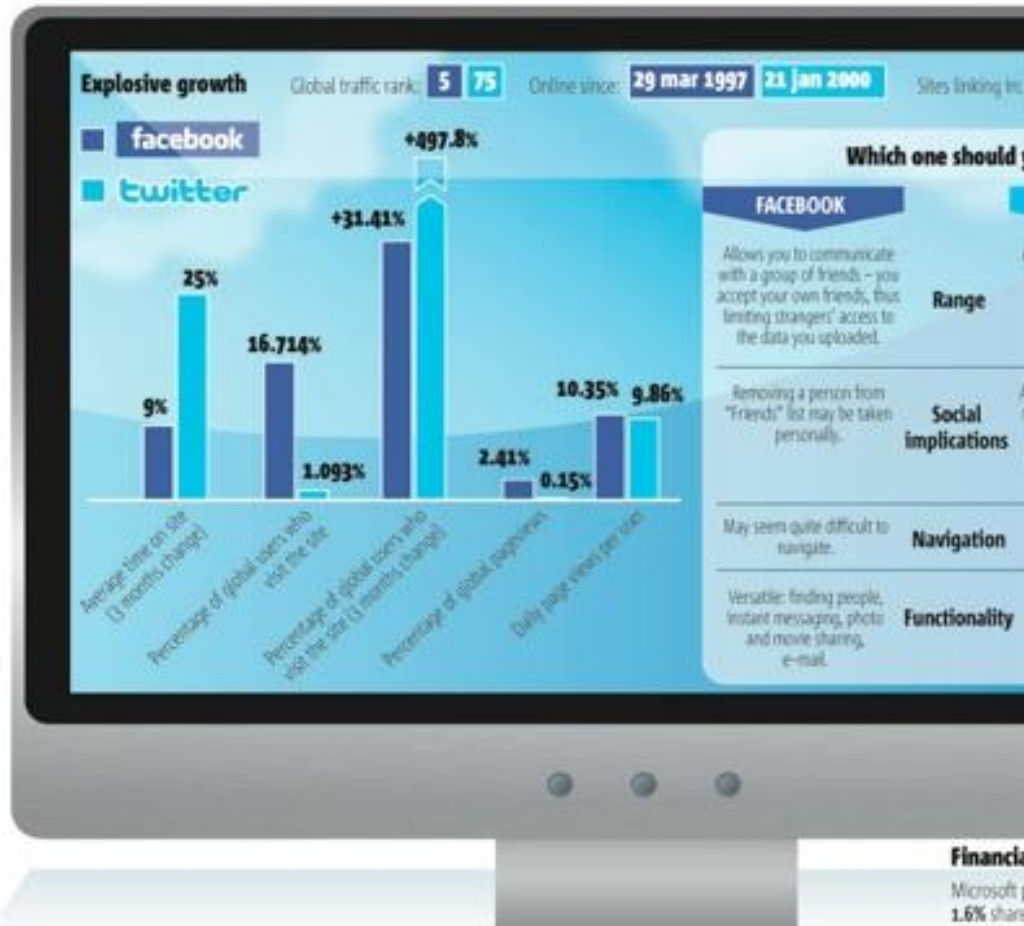 Explosive growth
Global traffic rank: 5 75
Online since: 29 mar 1997 21 jan 2000
Sites linking in:
facebook
twitter
+497.8%
+31.41%
25%
16.714%
9%
1.093%
2.41%
0.15%
10.35%
9.86%
Average time on site
(3 months change)
Percentage of global users who
visit the site
Percentage of global users who
visit the site (3 months change)
Percentage of global pageviews
Daily page views per user
Which one should
FACEBOOK
Allows you to communicate
with a group of friends – you
accept your own friends, thus
limiting strangers' access to
the data you uploaded.
Range
Removing a person from
"Friends" list may be taken
personally.
Social
implications
May seem quite difficult to
navigate.
Navigation
Versatile: finding people,
instant messaging, photo
and movie sharing,
e-mail.
Functionality
Financia
Microsoft
1.6% share